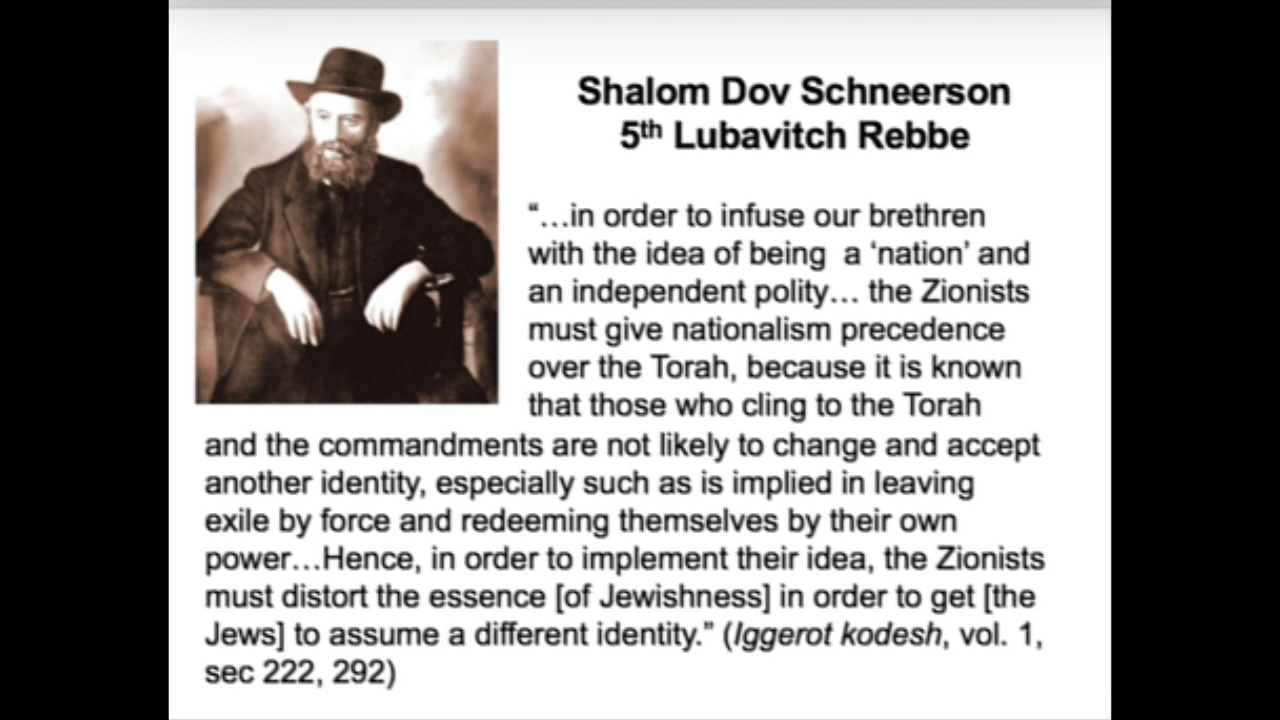 Shalom Dov Schneerson
5th Lubavitch Rebbe
“…in order to infuse our brethren
with the idea of being  a ‘nation’ and
an independent polity… the Zionists
must give nationalism precedence
over the Torah, because it is known
that those who cling to the Torah
and the commandments are not likely to change and accept
another identity, especially such as is implied in leaving
exile by force and redeeming themselves by their own
power…Hence, in order to implement their idea, the Zionists
must distort the essence [of Jewishness] in order to get [the
Jews] to assume a different identity.” (Iggerot kodesh, vol. 1,
sec 222, 292)